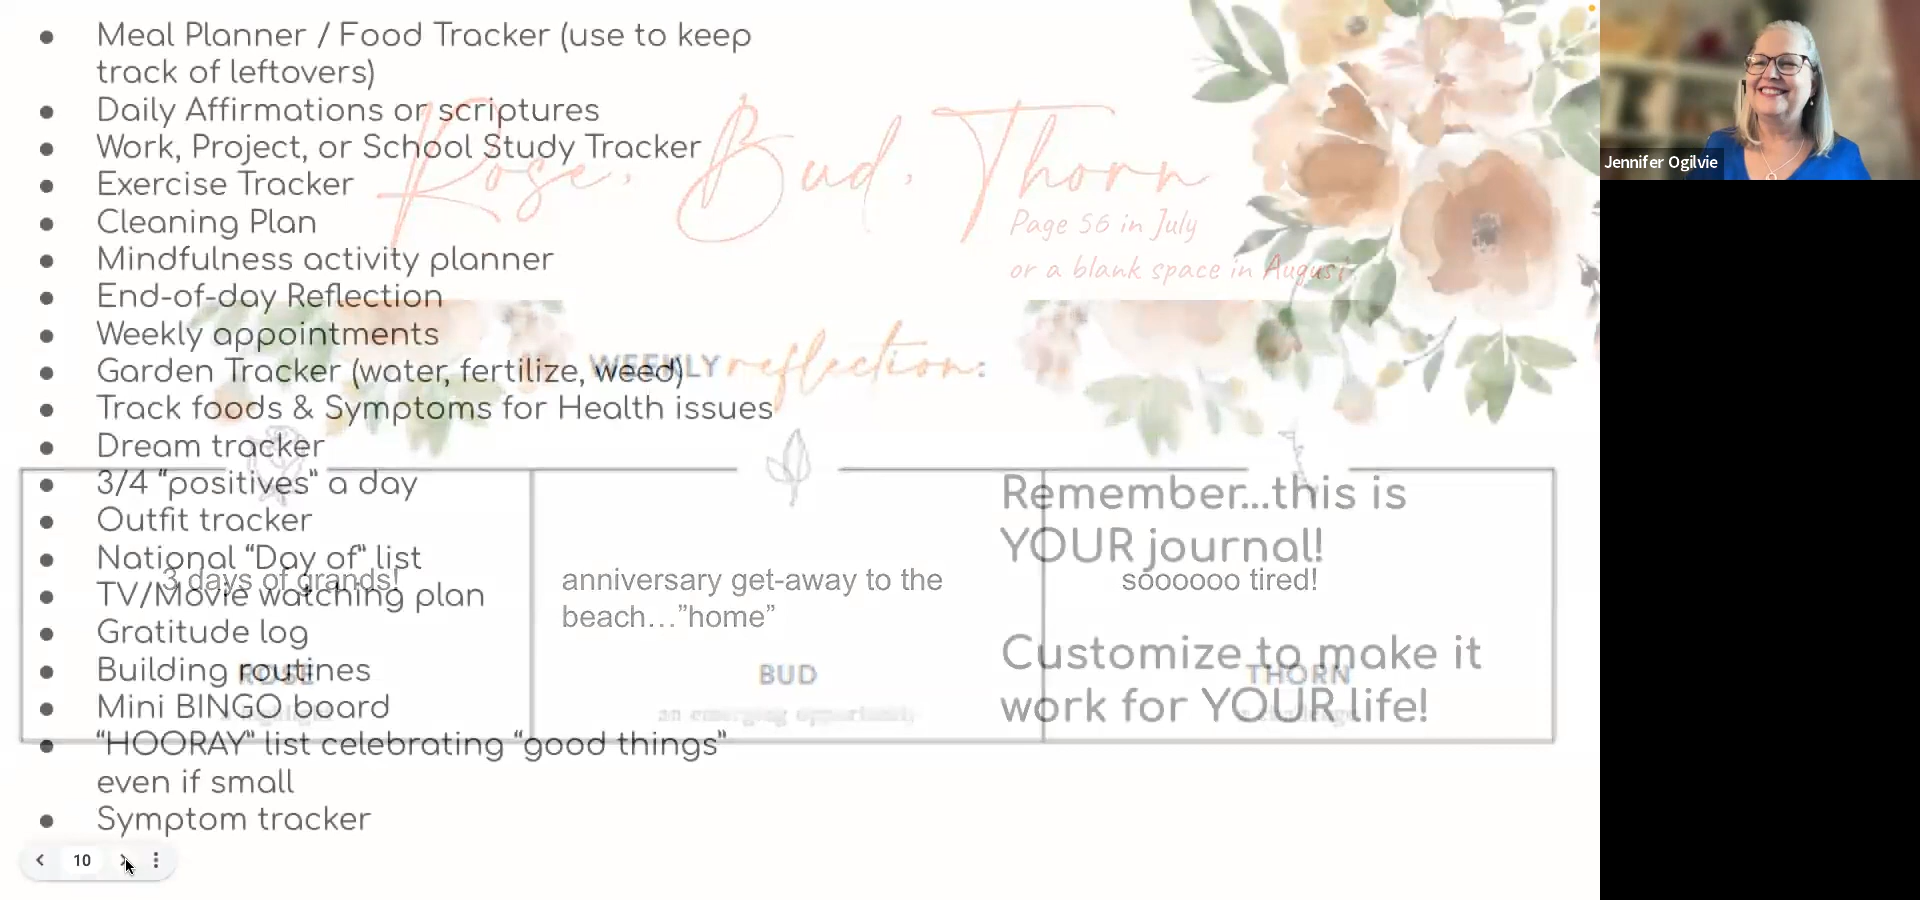 ● Meal Planner / Food Tracker (use to keep
track of leftovers)
● Daily Affirmations or scriptures
● Work, Project, or School Study Tracker
● Exercise Tracker
● Cleaning Plan
● Mindfulness activity planner
● End-of-day Reflection
● Weekly appointments
● Garden Tracker (water, fertilize, weed)
● Track foods & Symptoms for Health issues
● Dream tracker
● 3/4 “positives” a day
● Outfit tracker
● National “Day of” list
● TV/Movie watching plan
● Gratitude log
● Building routines
● Mini BINGO board
● “HOORAY” list celebrating “good things”
even if small
● Symptom tracker
Remember...this is
YOUR journal!
Customize to make it
work for YOUR life!
Rose, Bud, Thorn
Page 56 in July
or a blank space in August
WEEKLY reflection:
3 days of grands!
ROSE
a highlight
anniversary get-away to the
beach…”home”
BUD
an emerging opportunity
soooooo tired!
THORN
a challenge
10
Jennifer Ogilvie